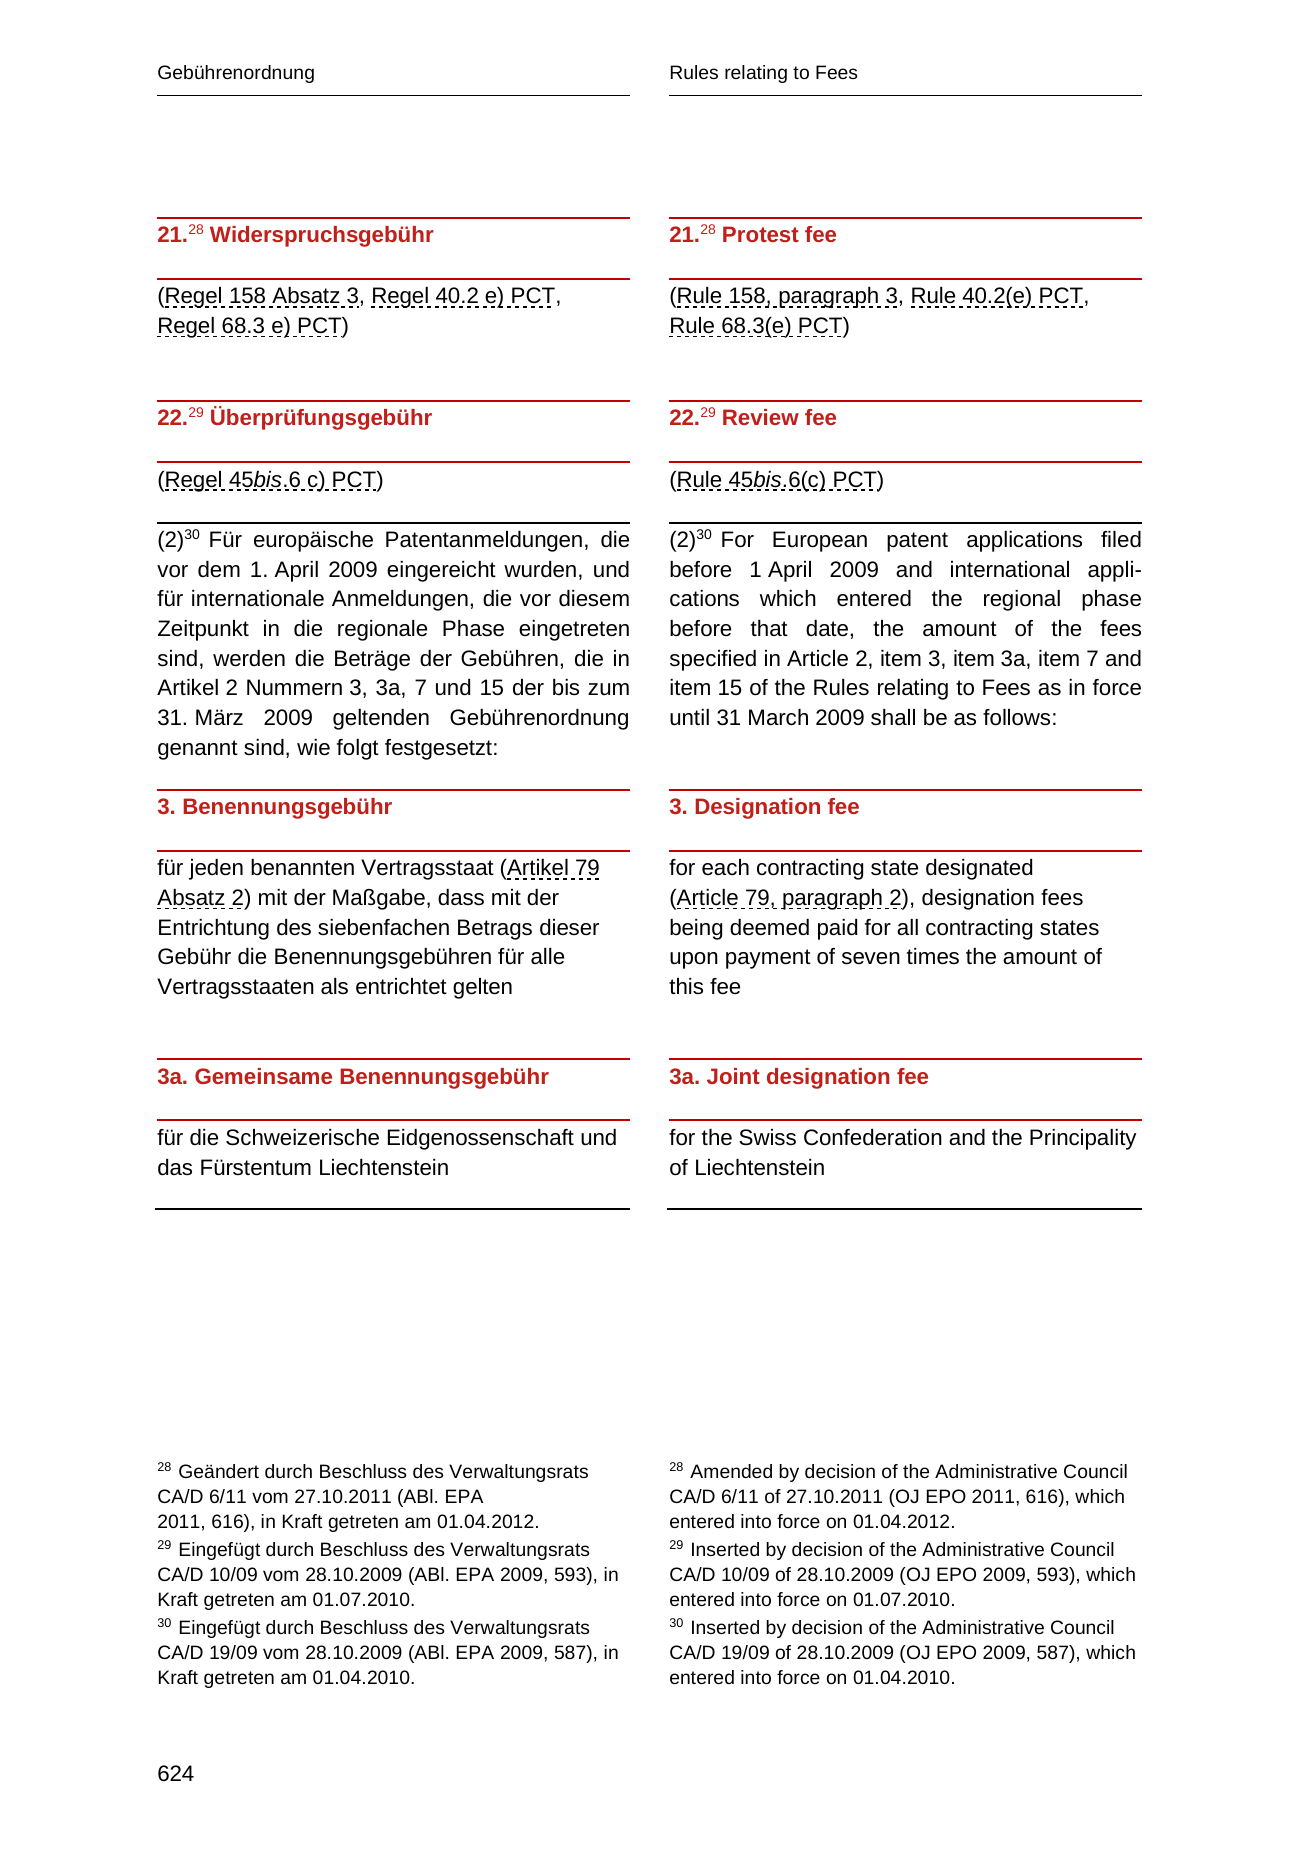 Gebührenordnung
21.28 Widerspruchsgebühr
(Regel 158 Absatz 3, Regel 40.2 e) PCT,
Regel 68.3 e) PCT)
22.29 Überprüfungsgebühr
(Regel 45bis.6 c) PCT)
(2)30 Für europäische Patentanmeldungen, die
vor dem 1. April 2009 eingereicht wurden, und
für internationale Anmeldungen, die vor diesem
Zeitpunkt in die regionale Phase eingetreten
sind, werden die Beträge der Gebühren, die in
Artikel 2 Nummern 3, 3a, 7 und 15 der bis zum
31. März 2009 geltenden Gebührenordnung
genannt sind, wie folgt festgesetzt:
3. Benennungsgebühr
für jeden benannten Vertragsstaat (Artikel 79
Absatz 2) mit der Maßgabe, dass mit der
Entrichtung des siebenfachen Betrags dieser
Gebühr die Benennungsgebühren für alle
Vertragsstaaten als entrichtet gelten
3a. Gemeinsame Benennungsgebühr
für die Schweizerische Eidgenossenschaft und
das Fürstentum Liechtenstein
28 Geändert durch Beschluss des Verwaltungsrats
CA/D 6/11 vom 27.10.2011 (ABl. EPA
2011, 616), in Kraft getreten am 01.04.2012.
29 Eingefügt durch Beschluss des Verwaltungsrats
CA/D 10/09 vom 28.10.2009 (ABl. EPA 2009, 593), in
Kraft getreten am 01.07.2010.
30 Eingefügt durch Beschluss des Verwaltungsrats
CA/D 19/09 vom 28.10.2009 (ABl. EPA 2009, 587), in
Kraft getreten am 01.04.2010.
Rules relating to Fees
21.28 Protest fee
(Rule 158, paragraph 3, Rule 40.2(e) PCT,
Rule 68.3(e) PCT)
22.29 Review fee
(Rule 45bis.6(c) PCT)
(2)30 For European patent applications filed
before 1 April 2009 and international appli-
cations which entered the regional phase
before that date, the amount of the fees
specified in Article 2, item 3, item 3a, item 7 and
item 15 of the Rules relating to Fees as in force
until 31 March 2009 shall be as follows:
3. Designation fee
for each contracting state designated
(Article 79, paragraph 2), designation fees
being deemed paid for all contracting states
upon payment of seven times the amount of
this fee
3a. Joint designation fee
for the Swiss Confederation and the Principality
of Liechtenstein
28 Amended by decision of the Administrative Council
CA/D 6/11 of 27.10.2011 (OJ EPO 2011, 616), which
entered into force on 01.04.2012.
29 Inserted by decision of the Administrative Council
CA/D 10/09 of 28.10.2009 (OJ EPO 2009, 593), which
entered into force on 01.07.2010.
30 Inserted by decision of the Administrative Council
CA/D 19/09 of 28.10.2009 (OJ EPO 2009, 587), which
entered into force on 01.04.2010.
624